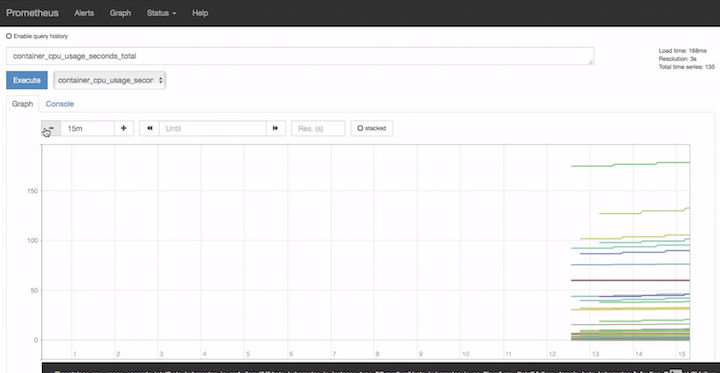 Prometheus Alerts Graph Status Help
Enable query history
container_cpu_usage_seconds_total
Load time: 168ms
Resolution: 3s
Total time series: 135
Execute container_cpu_usage_secon
Graph Console
15m Until Res. (s) stacked
150
100
50
0
1 2 3 4 5 6 7 8 9 10 11 12 13 14 15